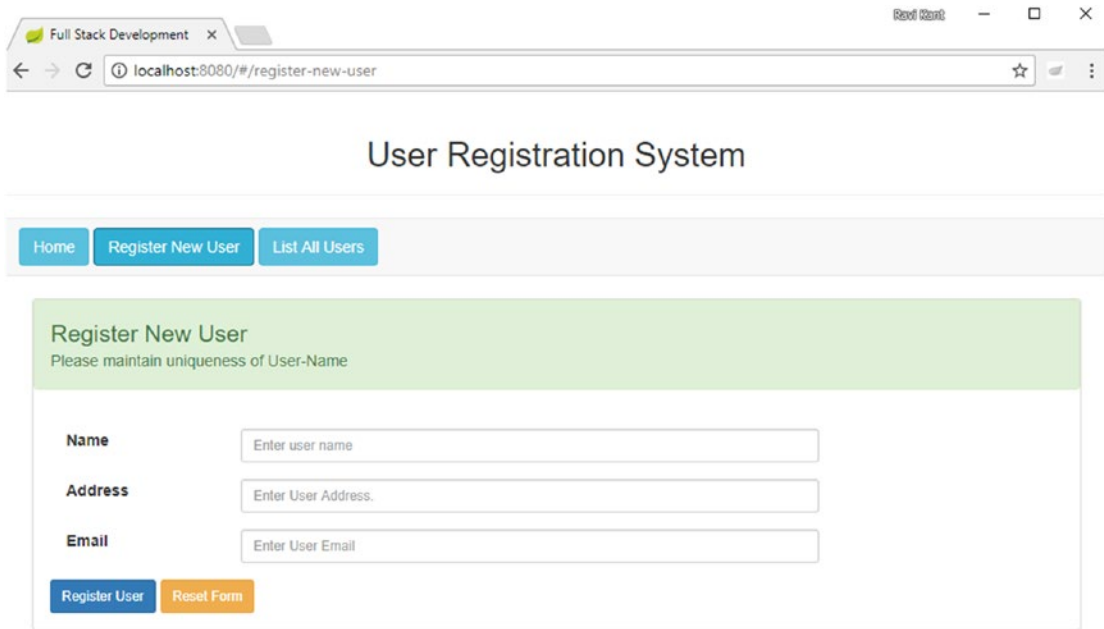 Ravi Kant
Full Stack Development
localhost:8080/#/register-new-user
User Registration System
Home Register New User List All Users
Register New User
Please maintain uniqueness of User-Name
Name Enter user name
Address Enter User Address.
Email Enter User Email
Register User Reset Form